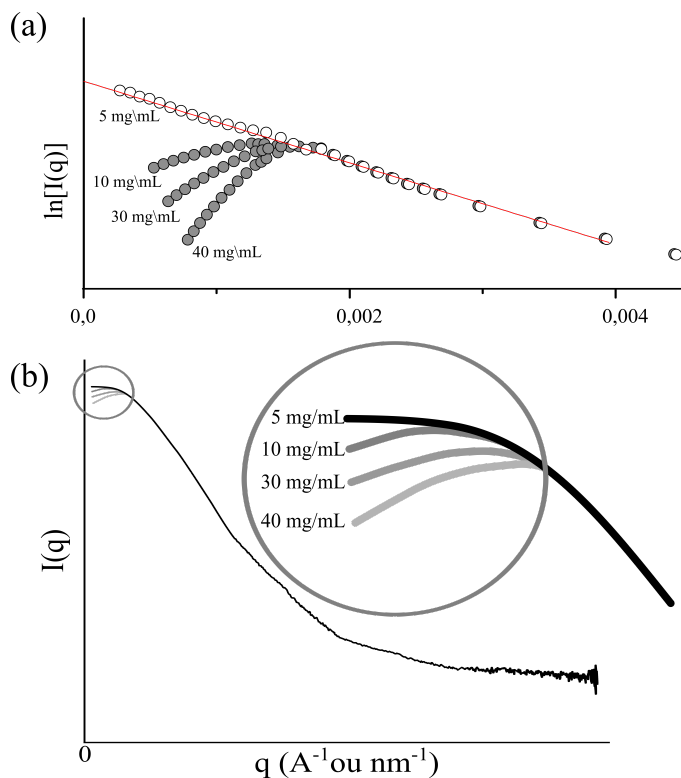 (a)
ln[I(q)]
5 mg\mL
10 mg\mL
30 mg\mL
40 mg\mL
0,0
0,002
0,004
(b)
I(q)
5 mg/mL
10 mg/mL
30 mg/mL
40 mg/mL
0
q (A⁻¹ou nm⁻¹)